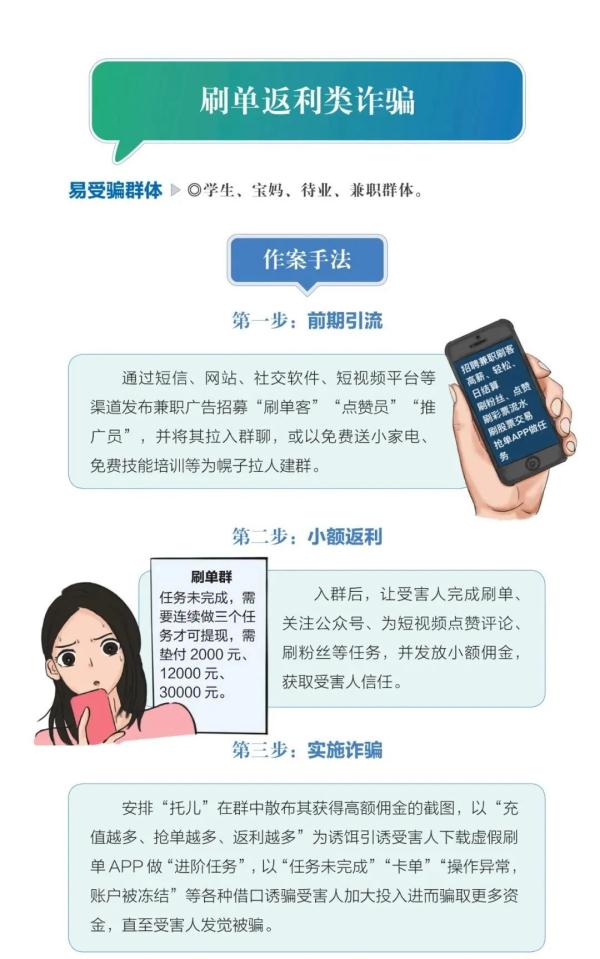 刷单返利类诈骗
易受骗群体 ▷ ◎学生、宝妈、待业、兼职群体。
作案手法
第一步：前期引流
通过短信、网站、社交软件、短视频平台等
渠道发布兼职广告招募“刷单客”“点赞员”“推
广员”，并将其拉入群聊，或以免费送小家电、
免费技能培训等为幌子拉人建群。
招聘兼职刷客
高薪、轻松、
日结算
刷粉丝、点赞
刷彩票流水
刷股票交易
抢单APP做任
务
第二步：小额返利
刷单群
任务未完成，需
要连续做三个任
务才可提现，需
垫付 2000 元、
12000 元、
30000 元。
入群后，让受害人完成刷单、
关注公众号、为短视频点赞评论、
刷粉丝等任务，并发放小额佣金，
获取受害人信任。
第三步：实施诈骗
安排“托儿”在群中散布其获得高额佣金的截图，以“充
值越多、抢单越多、返利越多”为诱饵引诱受害人下载虚假刷
单 APP 做“进阶任务”，以“任务未完成”“卡单”“操作异常，
账户被冻结”等各种借口诱骗受害人加大投入进而骗取更多资
金，直至受害人发觉被骗。